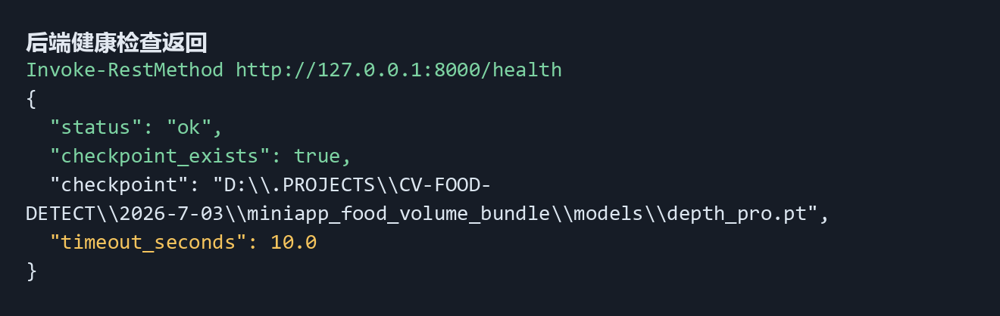 后端健康检查返回
Invoke-RestMethod http://127.0.0.1:8000/health
{
  "status": "ok",
  "checkpoint_exists": true,
  "checkpoint": "D:\\.PROJECTS\\CV-FOOD-
DETECT\\2026-7-03\\miniapp_food_volume_bundle\\models\\depth_pro.pt",
  "timeout_seconds": 10.0
}